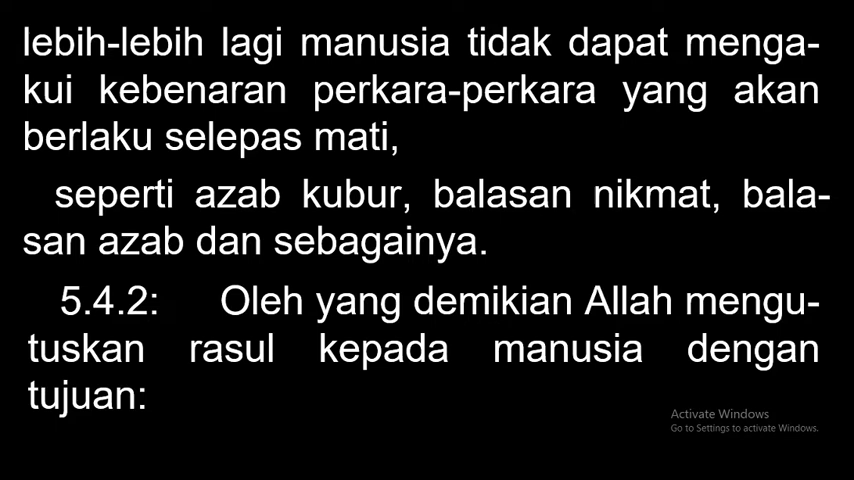 lebih-lebih lagi manusia tidak dapat menga-
kui kebenaran perkara-perkara yang akan
berlaku selepas mati,
seperti azab kubur, balasan nikmat, bala-
san azab dan sebagainya.
5.4.2: Oleh yang demikian Allah mengu-
tuskan rasul kepada manusia dengan
tujuan:
Activate Windows
Go to Settings to activate Windows.